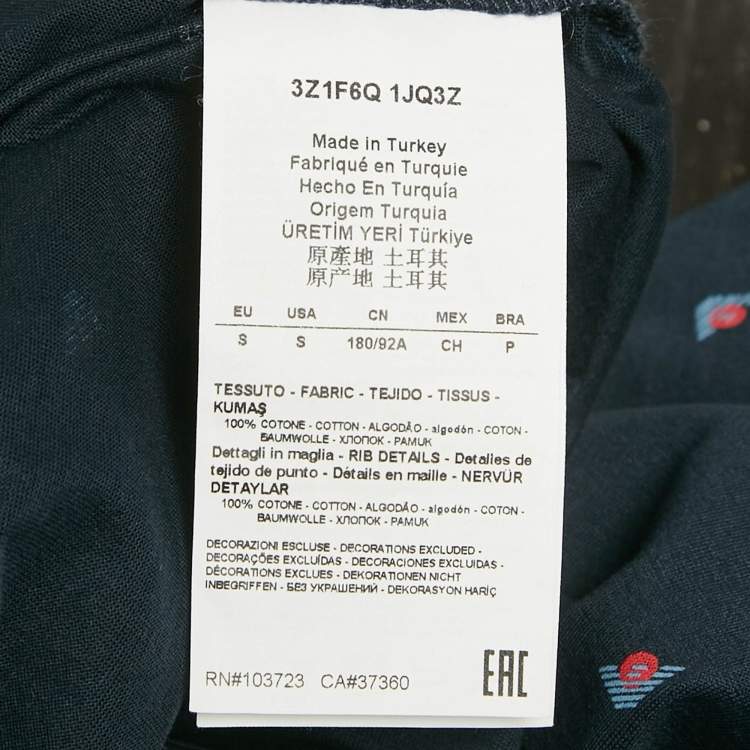 3Z1F6Q 1JQ3Z
Made in Turkey
Fabriqué en Turquie
Hecho En Turquía
Origem Turquia
ÜRETİM YERİ Türkiye
原產地 土耳其
原产地 土耳其
EU USA CN MEX BRA
S S 180/92A CH P
TESSUTO - FABRIC - TEJIDO - TISSUS -
KUMAŞ
100% COTONE - COTTON - ALGODÃO - algodón - COTON -
BAUMWOLLE - ХЛОПОК - PAMUK
Dettagli in maglia - RIB DETAILS - Detalles de
tejido de punto - Détails en maille - NERVÜR
DETAYLAR
100% COTONE - COTTON - ALGODÃO - algodón - COTON -
BAUMWOLLE - ХЛОПОК - PAMUK
DECORAZIONI ESCLUSE - DECORATIONS EXCLUDED -
DECORAÇÕES EXCLUÍDAS - DECORACIONES EXCLUIDAS -
DÉCORATIONS EXCLUES - DEKORATIONEN NICHT
INBEGRIFFEN - БЕЗ УКРАШЕНИЙ - DEKORASYON HARİÇ
RN#103723 CA#37360 EAC